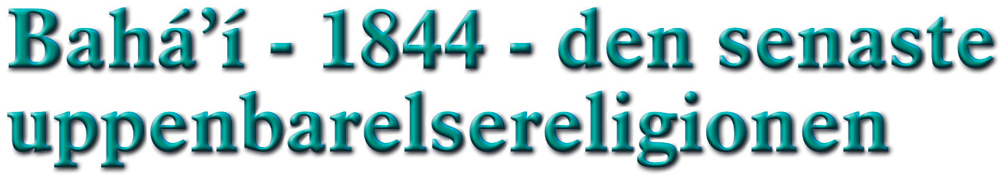 Bahá’í - 1844 - den senaste
uppenbarelsereligionen